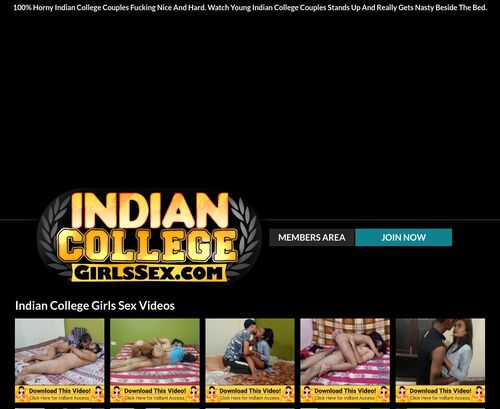 100% Horny Indian College Couples Fucking Nice And Hard. Watch Young Indian College Couples Stands Up And Really Gets Nasty Beside The Bed.
INDIAN
COLLEGE
GIRLSSEX.COM
MEMBERS AREA
JOIN NOW
Indian College Girls Sex Videos
Download This Video!
Click Here for Instant Access
Download This Video!
Click Here for Instant Access
Download This Video!
Click Here for Instant Access
Download This Video!
Click Here for Instant Access
Download This Video!
Click Here for Instant Access